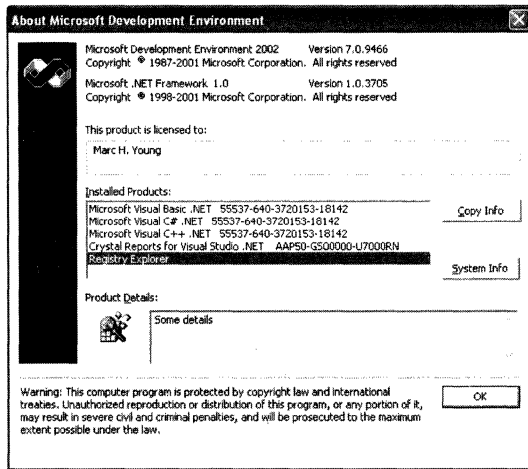 About Microsoft Development Environment
Microsoft Development Environment 2002 Version 7.0.9466
Copyright © 1987-2001 Microsoft Corporation. All rights reserved
Microsoft .NET Framework 1.0 Version 1.0.3705
Copyright © 1998-2001 Microsoft Corporation. All rights reserved
This product is licensed to:
Marc H. Young
Installed Products:
Microsoft Visual Basic .NET 55537-640-3720153-18142
Microsoft Visual C# .NET 55537-640-3720153-18142
Microsoft Visual C++ .NET 55537-640-3720153-18142
Crystal Reports for Visual Studio .NET AAP50-GS00000-U7000RN
Registry Explorer
Copy Info
System Info
Product Details:
Some details
Warning: This computer program is protected by copyright law and international
treaties. Unauthorized reproduction or distribution of this program, or any portion of it,
may result in severe civil and criminal penalties, and will be prosecuted to the maximum
extent possible under the law.
OK